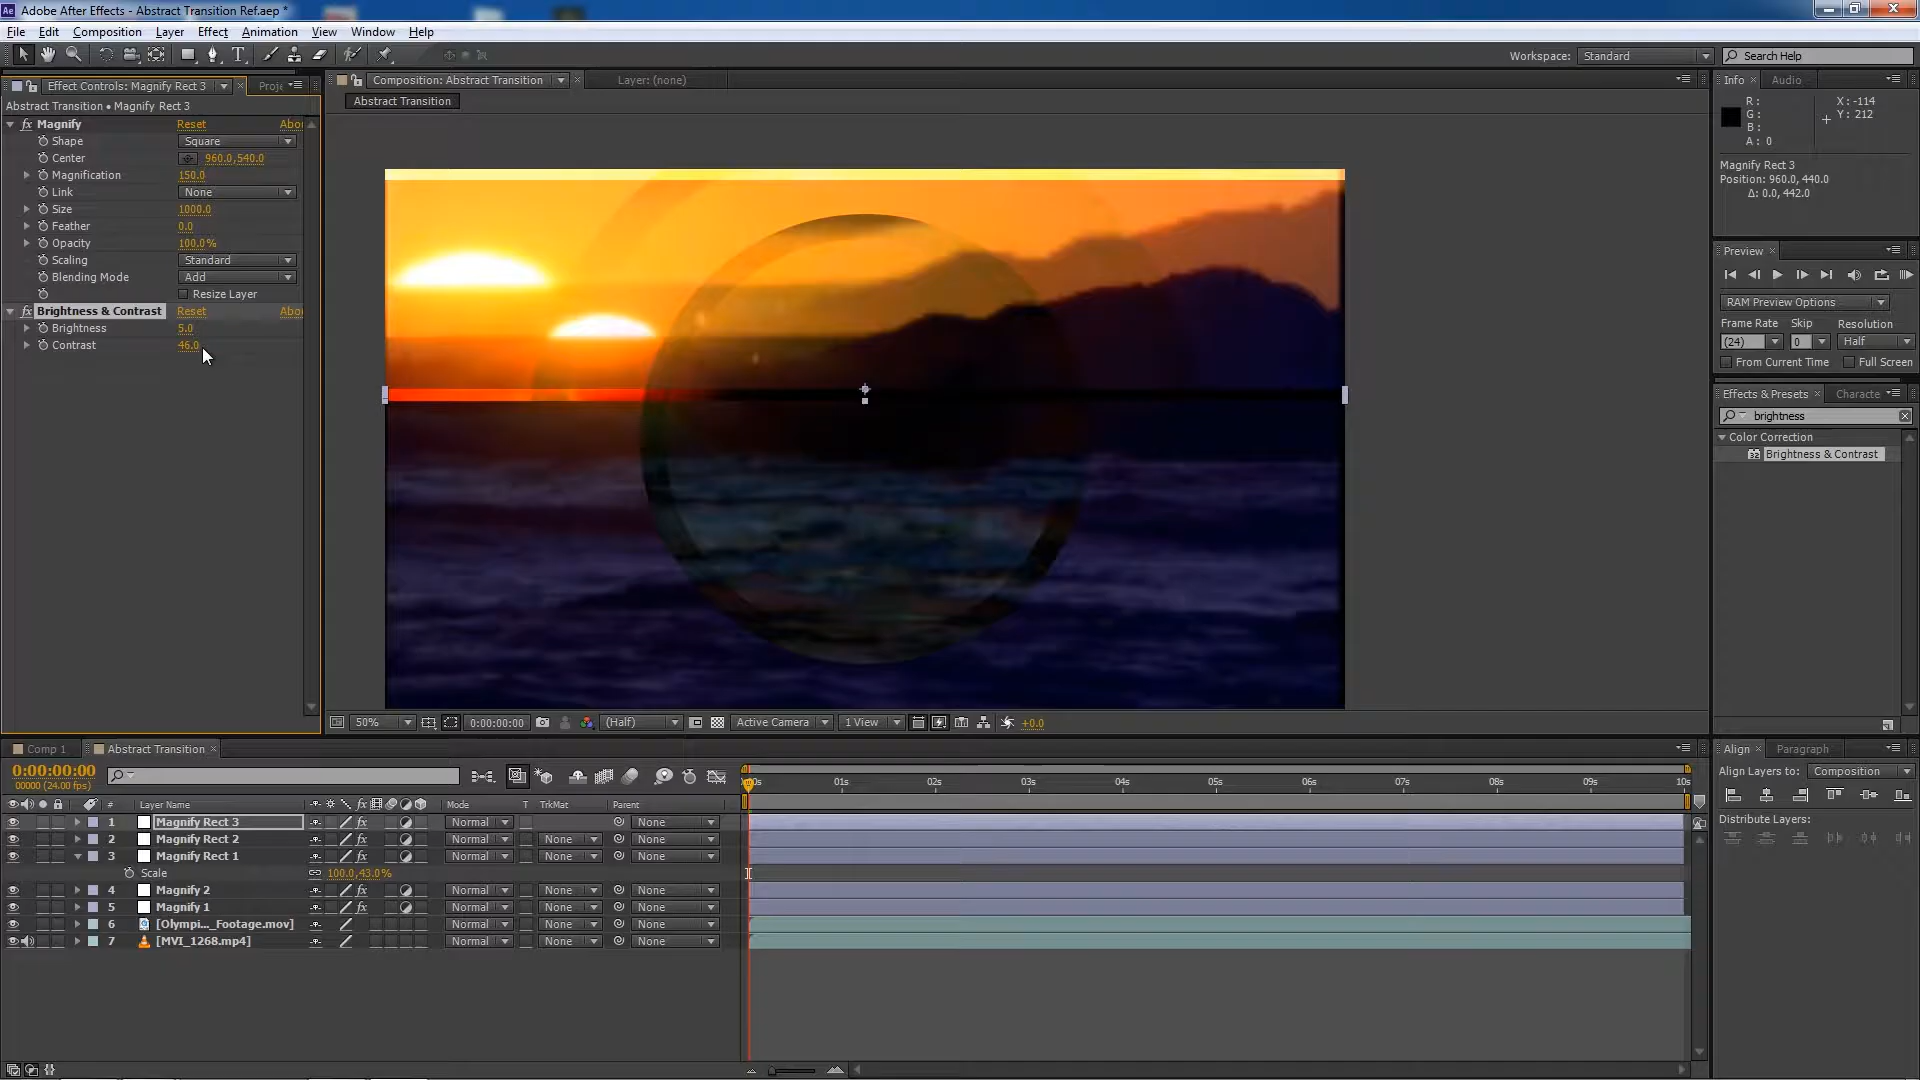 Ae Adobe After Effects - Abstract Transition Ref.aep *
File Edit Composition Layer Effect Animation View Window Help
Workspace: Standard Search Help
Effect Controls: Magnify Rect 3
Composition: Abstract Transition Layer: (none)
Info Audio
Abstract Transition • Magnify Rect 3
Abstract Transition
R:
G:
B:
A: 0
X: -114
Y: 212
Magnify Rect 3
Position: 960.0, 440.0
Δ: 0.0, 442.0
fx Magnify Reset
Shape Square
Center 960.0,540.0
Magnification 150.0
Link None
Size 1000.0
Feather 0.0
Opacity 100.0%
Scaling Standard
Blending Mode Add
Resize Layer
fx Brightness & Contrast Reset
Brightness 5.0
Contrast 46.0
Preview
RAM Preview Options
Frame Rate Skip Resolution
(24) 0 Half
From Current Time Full Screen
Effects & Presets Characte
brightness
Color Correction
32 Brightness & Contrast
50% 0:00:00:00 (Half) Active Camera 1 View +0.0
Comp 1 Abstract Transition
Align Paragraph
Align Layers to: Composition
Distribute Layers:
0:00:00:00
00000 (24.00 fps)
01s 02s 03s 04s 05s 06s 07s 08s 09s 10s
# Layer Name fx Mode T TrkMat Parent
1 Magnify Rect 3 fx Normal None
2 Magnify Rect 2 fx Normal None None
3 Magnify Rect 1 fx Normal None None
Scale 100.0,43.0%
4 Magnify 2 fx Normal None None
5 Magnify 1 fx Normal None None
6 [Olympi..._Footage.mov] Normal None None
7 [MVI_1268.mp4] Normal None None